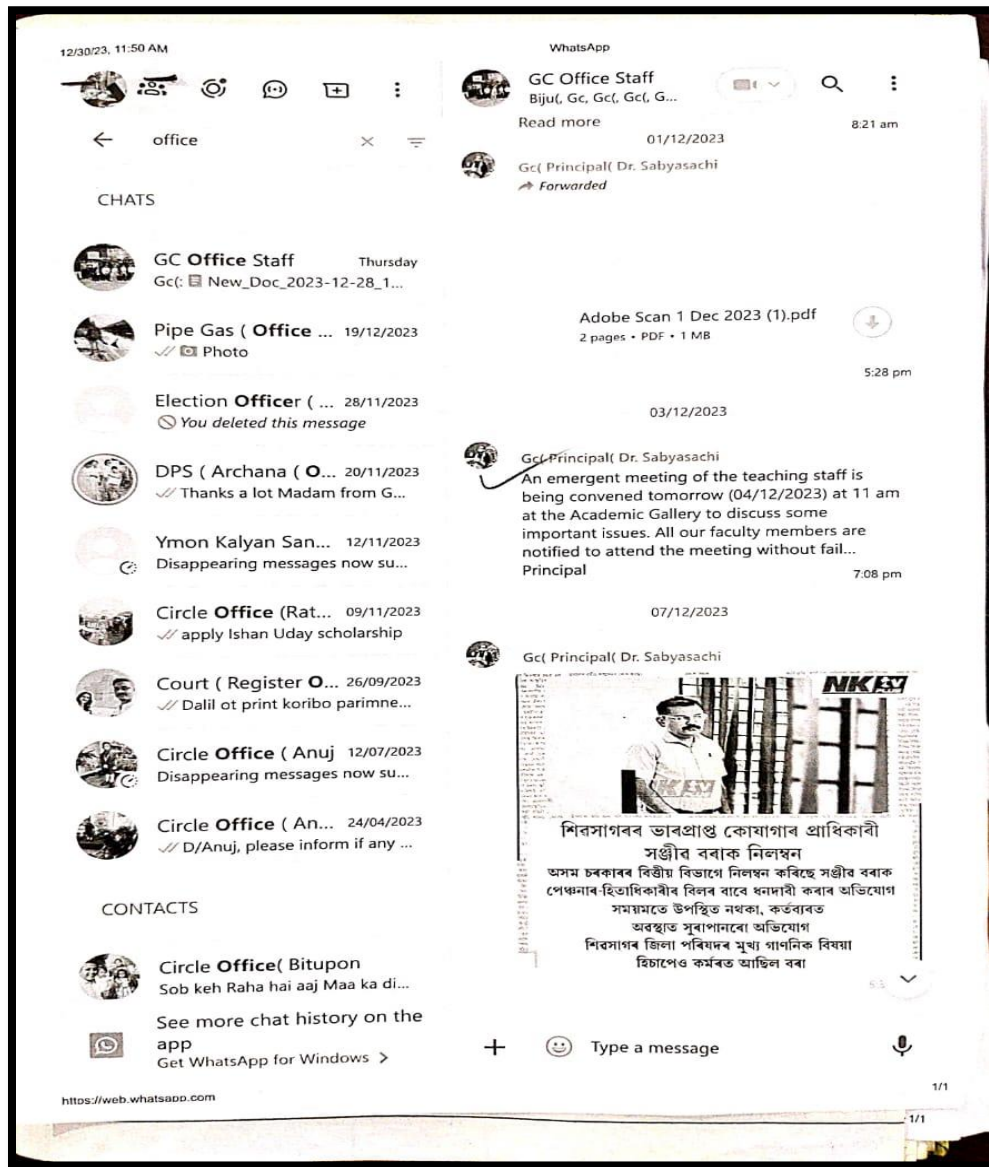 12/30/23, 11:50 AM
WhatsApp
office
CHATS
GC Office Staff Thursday
Gc(: New_Doc_2023-12-28_1...
Pipe Gas ( Office ... 19/12/2023
Photo
Election Officer ( ... 28/11/2023
You deleted this message
DPS ( Archana ( O... 20/11/2023
Thanks a lot Madam from G...
Ymon Kalyan San... 12/11/2023
Disappearing messages now su...
Circle Office (Rat... 09/11/2023
apply Ishan Uday scholarship
Court ( Register O... 26/09/2023
Dalil ot print koribo parimne...
Circle Office ( Anuj 12/07/2023
Disappearing messages now su...
Circle Office ( An... 24/04/2023
D/Anuj, please inform if any ...
CONTACTS
Circle Office( Bitupon
Sob keh Raha hai aaj Maa ka di...
See more chat history on the
app
Get WhatsApp for Windows >
GC Office Staff
Biju(, Gc, Gc(, Gc(, G...
Read more 8:21 am
01/12/2023
Gc( Principal( Dr. Sabyasachi
Forwarded
Adobe Scan 1 Dec 2023 (1).pdf
2 pages • PDF • 1 MB
5:28 pm
03/12/2023
Gc( Principal( Dr. Sabyasachi
An emergent meeting of the teaching staff is
being convened tomorrow (04/12/2023) at 11 am
at the Academic Gallery to discuss some
important issues. All our faculty members are
notified to attend the meeting without fail...
Principal 7:08 pm
07/12/2023
Gc( Principal( Dr. Sabyasachi
NK TV
শিৱসাগৰৰ ভাৰপ্ৰাপ্ত কোষাগাৰ প্ৰাধিকাৰী
সঞ্জীৱ বৰাক নিলম্বন
অসম চৰকাৰৰ বিত্তীয় বিভাগে নিলম্বন কৰিছে সঞ্জীৱ বৰাক
পেঞ্চনাৰ-হিতাধিকাৰীৰ বিলৰ বাবে ধনদাবী কৰাৰ অভিযোগ
সময়মতে উপস্থিত নথকা, কৰ্তব্যৰত
অৱস্থাত সুৰাপানৰো অভিযোগ
শিৱসাগৰ জিলা পৰিষদৰ মুখ্য গাণনিক বিষয়া
হিচাপেও কৰ্মৰত আছিল বৰা
Type a message
https://web.whatsapp.com
1/1
1/1